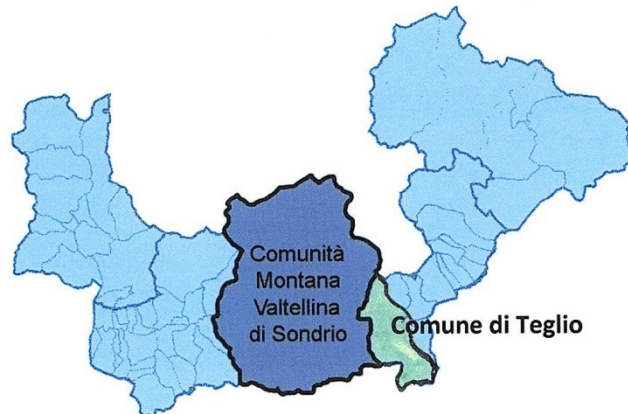 Comunità
Montana
Valtellina
di Sondrio
Comune di Teglio